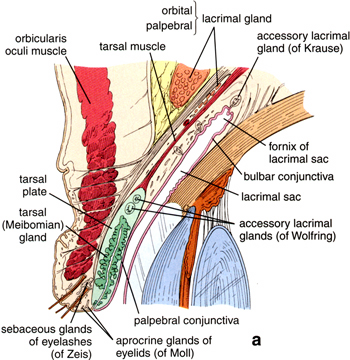 orbital
palpebral
lacrimal gland
orbicularis
oculi muscle
tarsal muscle
accessory lacrimal
gland (of Krause)
fornix of
lacrimal sac
bulbar conjunctiva
lacrimal sac
tarsal
plate
tarsal
(Meibomian)
gland
accessory lacrimal
glands (of Wolfring)
palpebral conjunctiva
sebaceous glands
of eyelashes
(of Zeis)
aprocrine glands of
eyelids (of Moll)
a